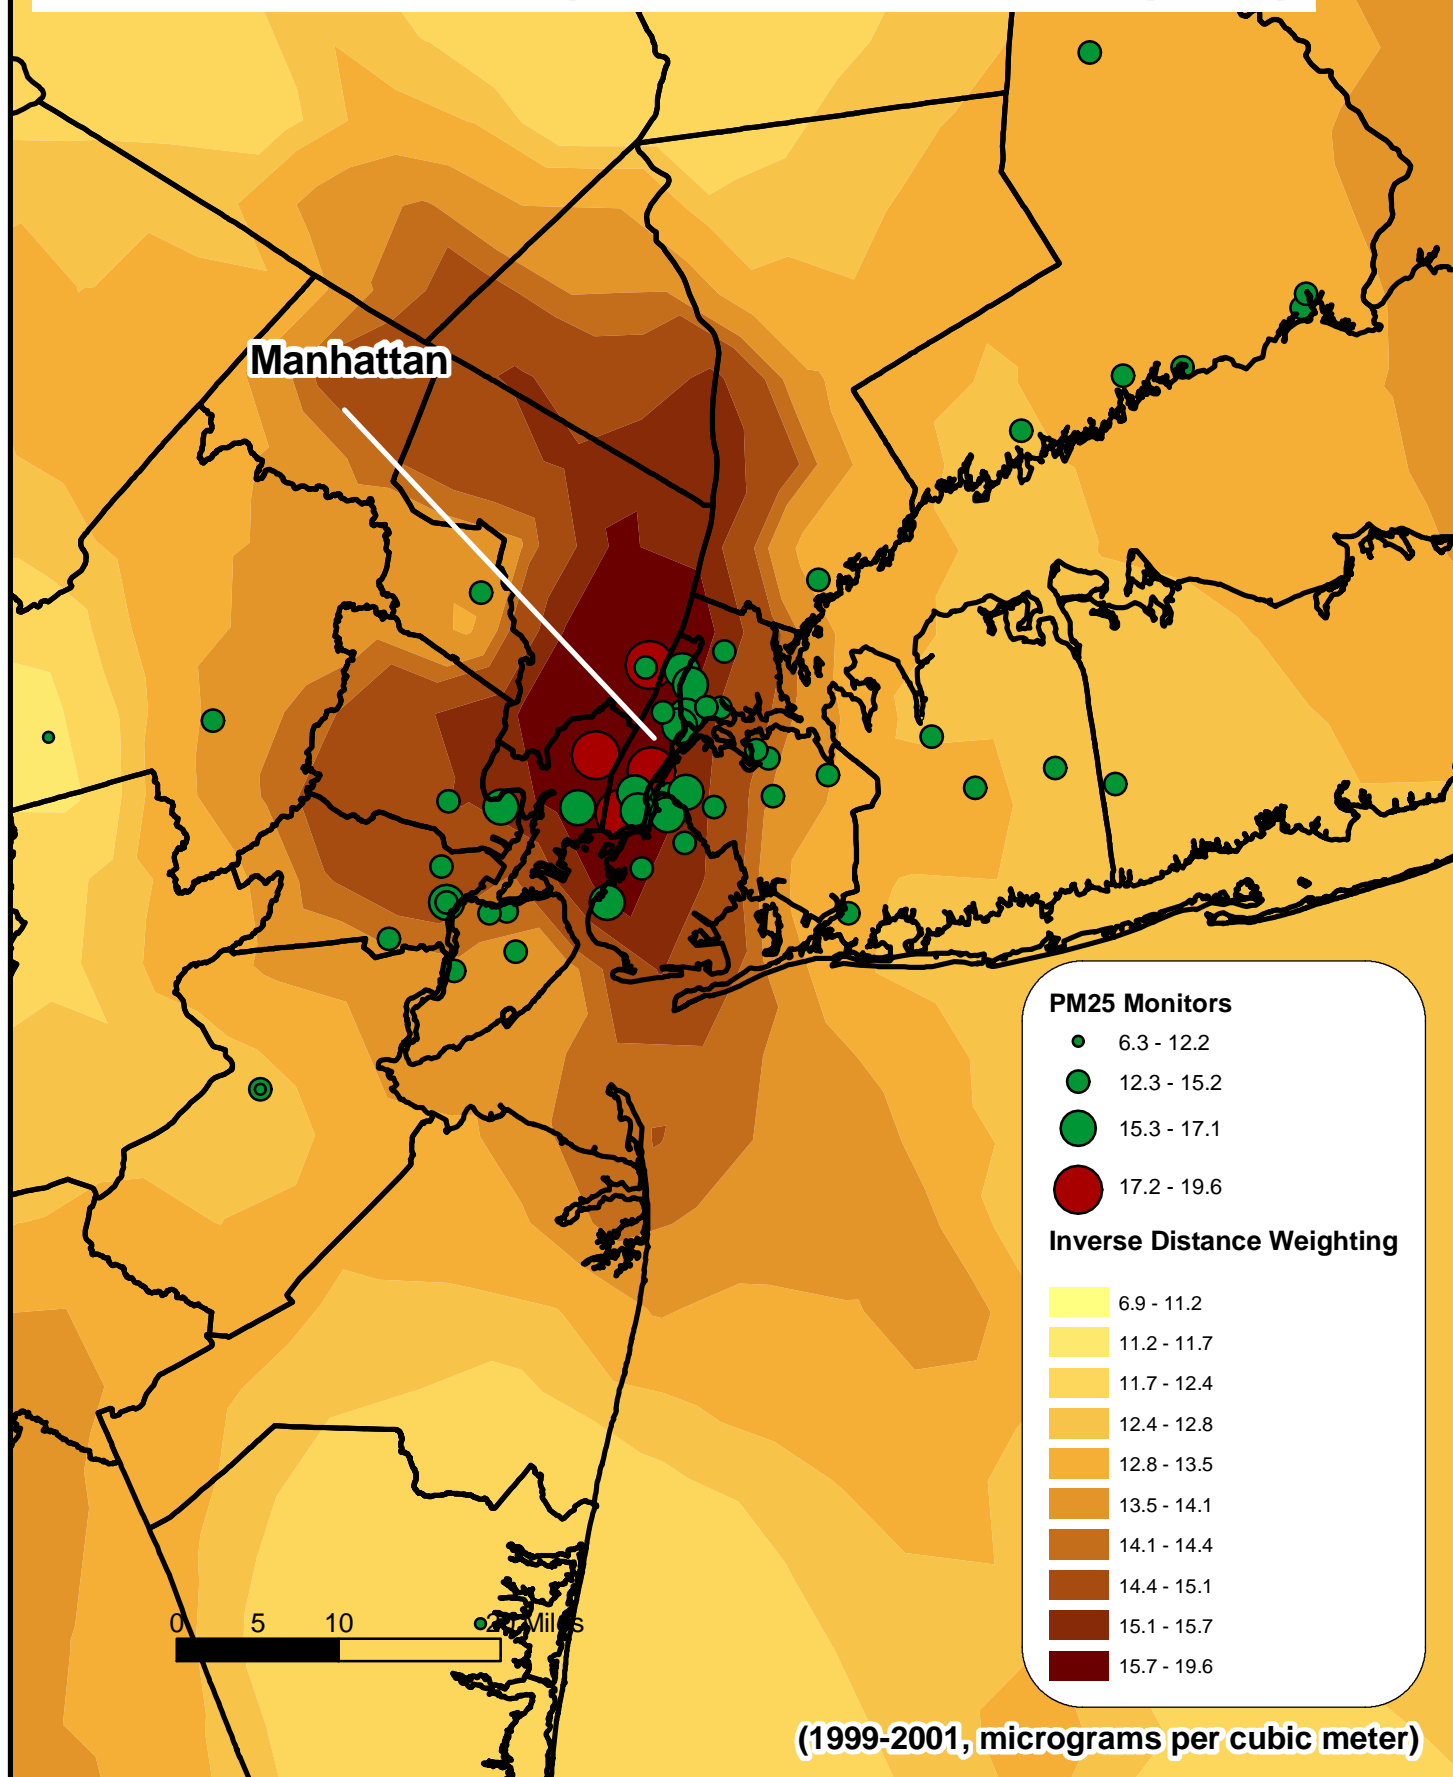 Manhattan
PM25 Monitors
6.3 - 12.2
12.3 - 15.2
15.3 - 17.1
17.2 - 19.6
Inverse Distance Weighting
6.9 - 11.2
11.2 - 11.7
11.7 - 12.4
12.4 - 12.8
12.8 - 13.5
13.5 - 14.1
14.1 - 14.4
14.4 - 15.1
15.1 - 15.7
15.7 - 19.6
0 5 10 20 Miles
(1999-2001, micrograms per cubic meter)